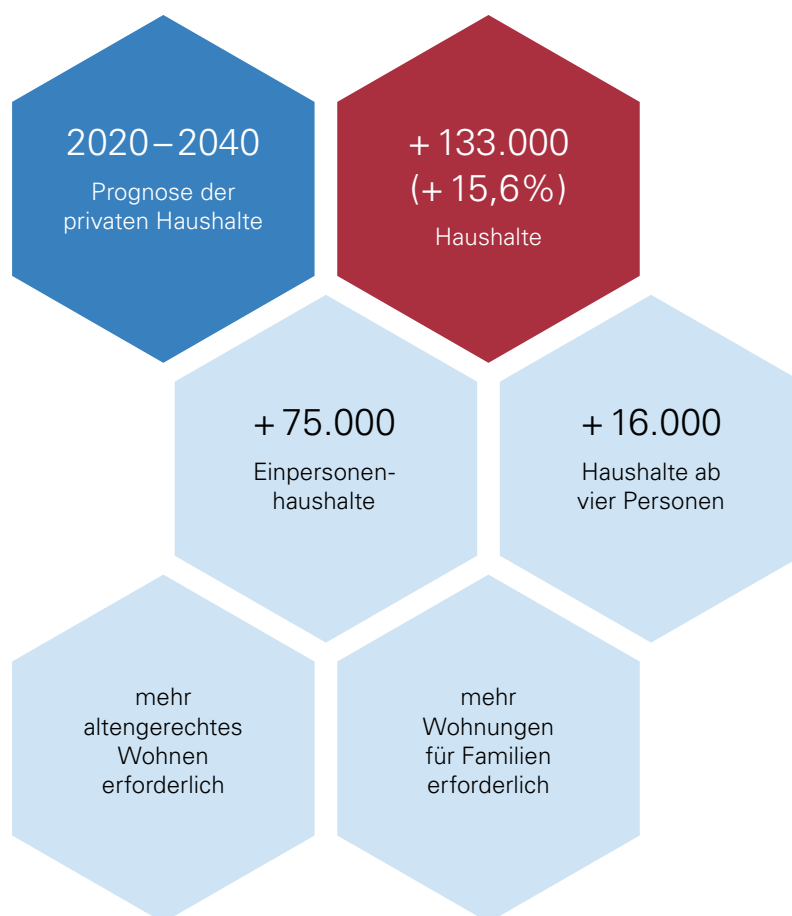 2020–2040
Prognose der
privaten Haushalte
+ 133.000
(+ 15,6%)
Haushalte
+ 75.000
Einpersonen-
haushalte
+ 16.000
Haushalte ab
vier Personen
mehr
altengerechtes
Wohnen
erforderlich
mehr
Wohnungen
für Familien
erforderlich